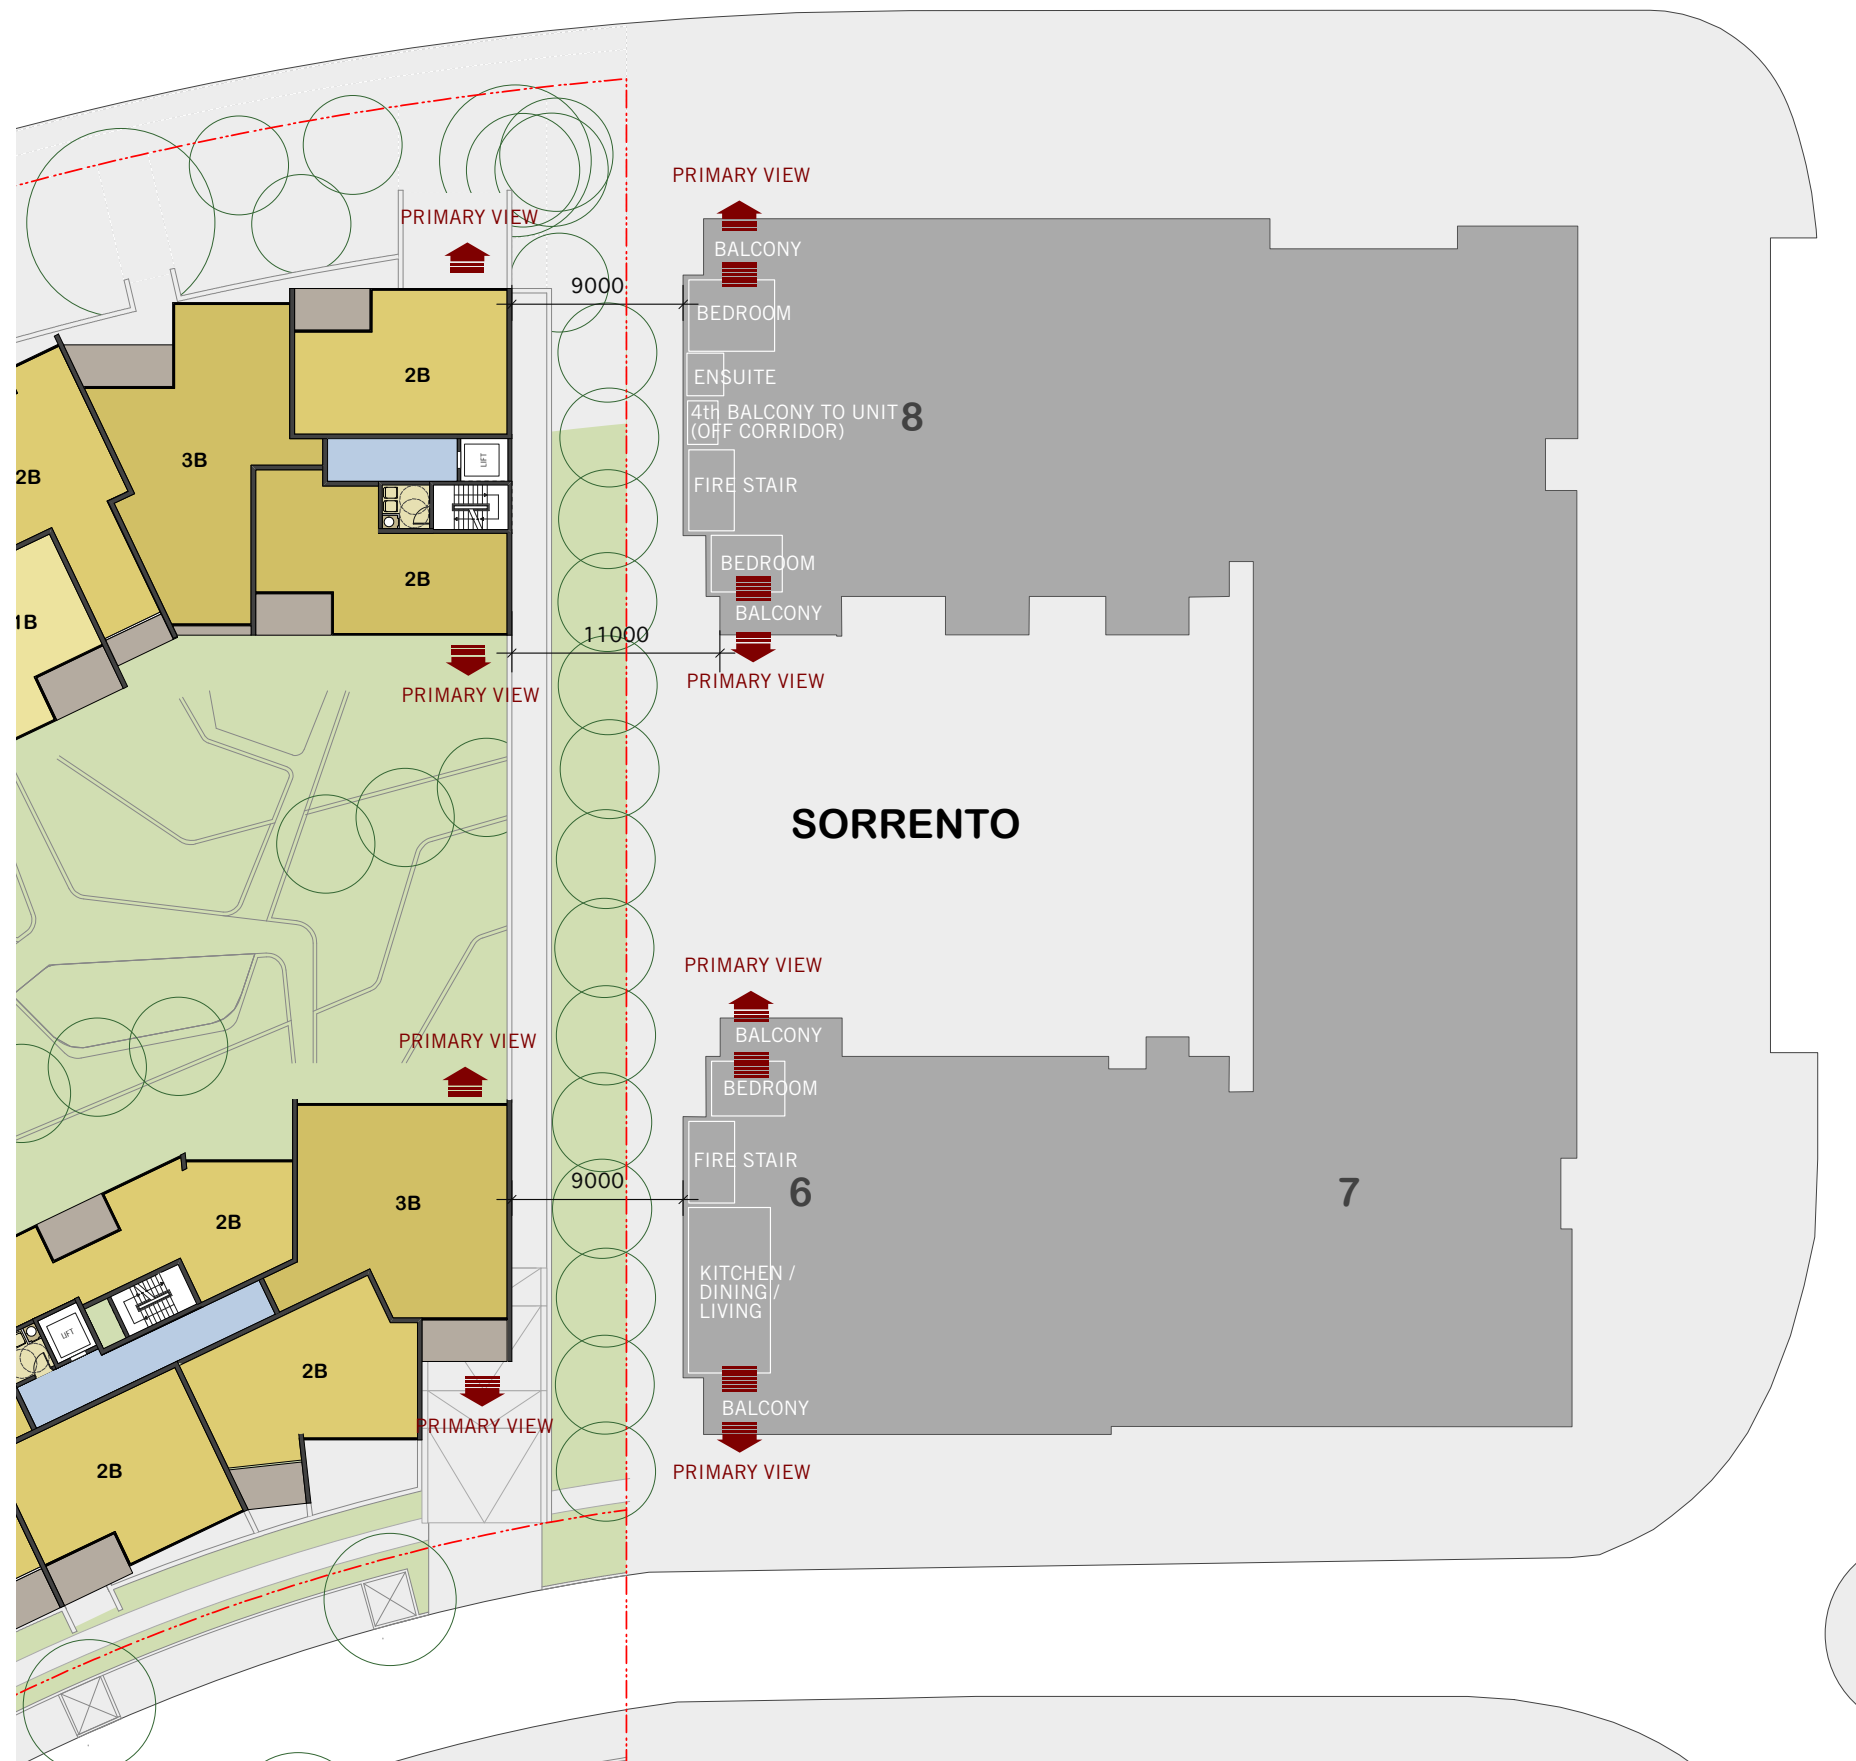 PRIMARY VIEW
PRIMARY VIEW
BALCONY
9000
BEDROOM
2B
ENSUITE
4th BALCONY TO UNIT
(OFF CORRIDOR)
8
3B
LIFT
2B
FIRE STAIR
BEDROOM
2B
BALCONY
1B
11000
PRIMARY VIEW
PRIMARY VIEW
SORRENTO
PRIMARY VIEW
BALCONY
PRIMARY VIEW
BEDROOM
FIRE STAIR
9000
6
7
3B
2B
KITCHEN /
DINING /
LIVING
LIFT
2B
BALCONY
PRIMARY VIEW
2B
PRIMARY VIEW